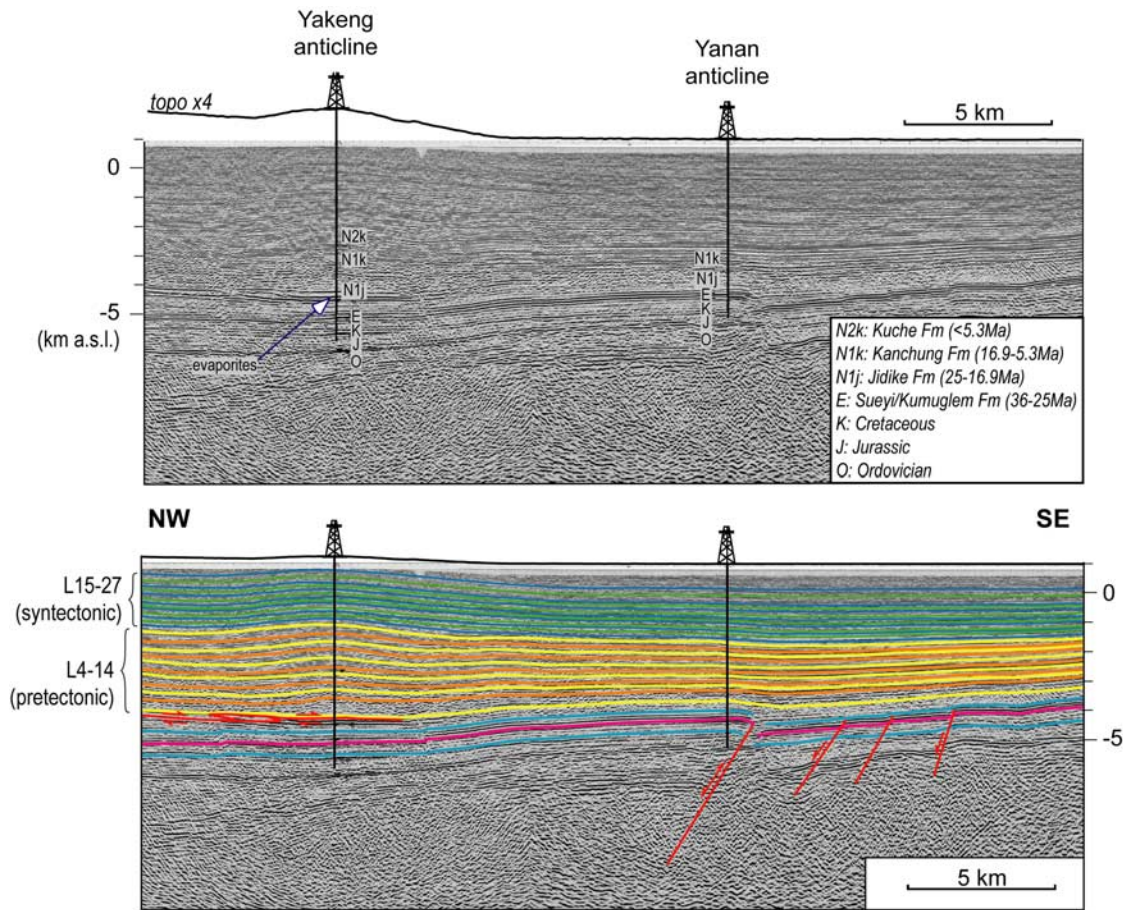 Yakeng
anticline
Yanan
anticline
topo x4
5 km
0
N2k
N1k
N1k
N1j
N1j
E
-5
E
K
K
J
J
O
O
(km a.s.l.)
evaporites
N2k: Kuche Fm (<5.3Ma)
N1k: Kanchung Fm (16.9-5.3Ma)
N1j: Jidike Fm (25-16.9Ma)
E: Sueyi/Kumuglem Fm (36-25Ma)
K: Cretaceous
J: Jurassic
O: Ordovician
NW
SE
L15-27
(syntectonic)
0
L4-14
(pretectonic)
-5
5 km